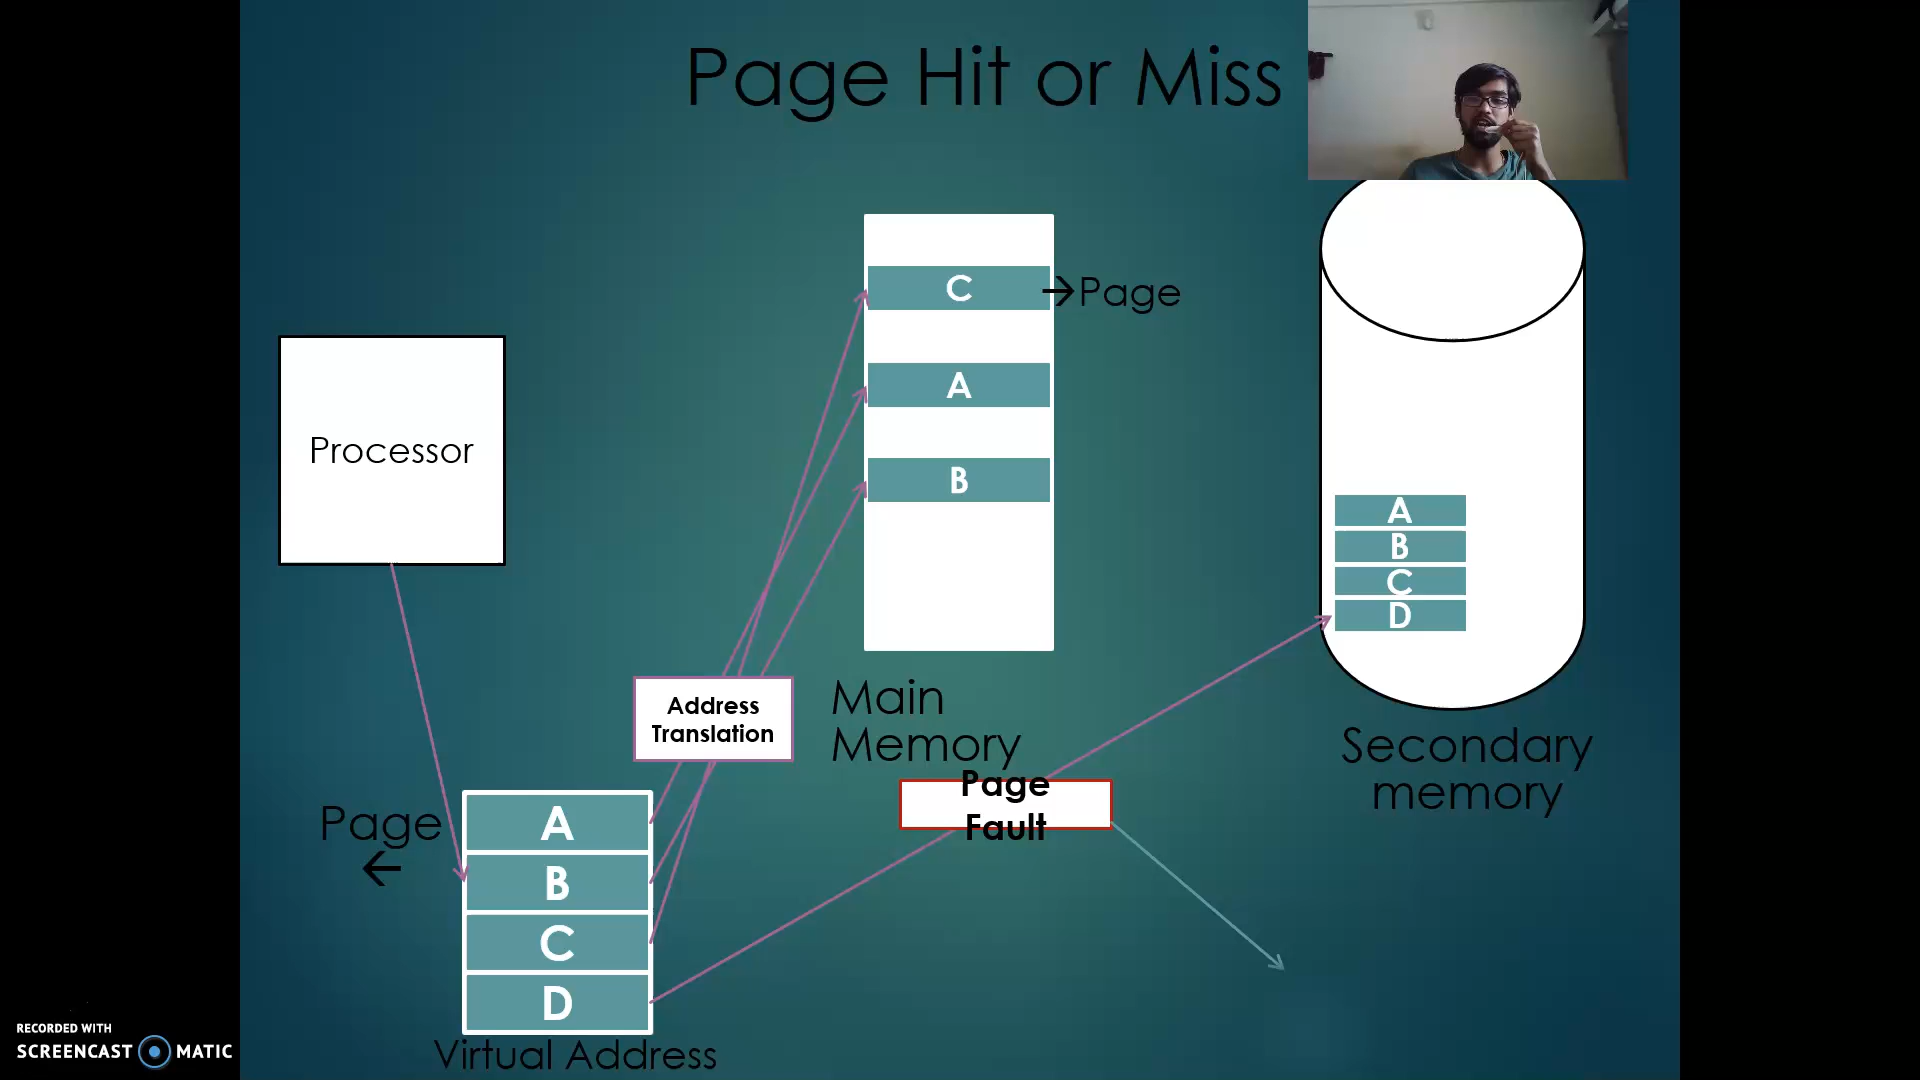 Page Hit or Miss
C
→Page
A
B
Processor
A
B
C
D
Address
Translation
Main
Memory
Secondary
memory
Page
Fault
Page
←
A
B
C
D
Virtual Address
RECORDED WITH
SCREENCAST MATIC